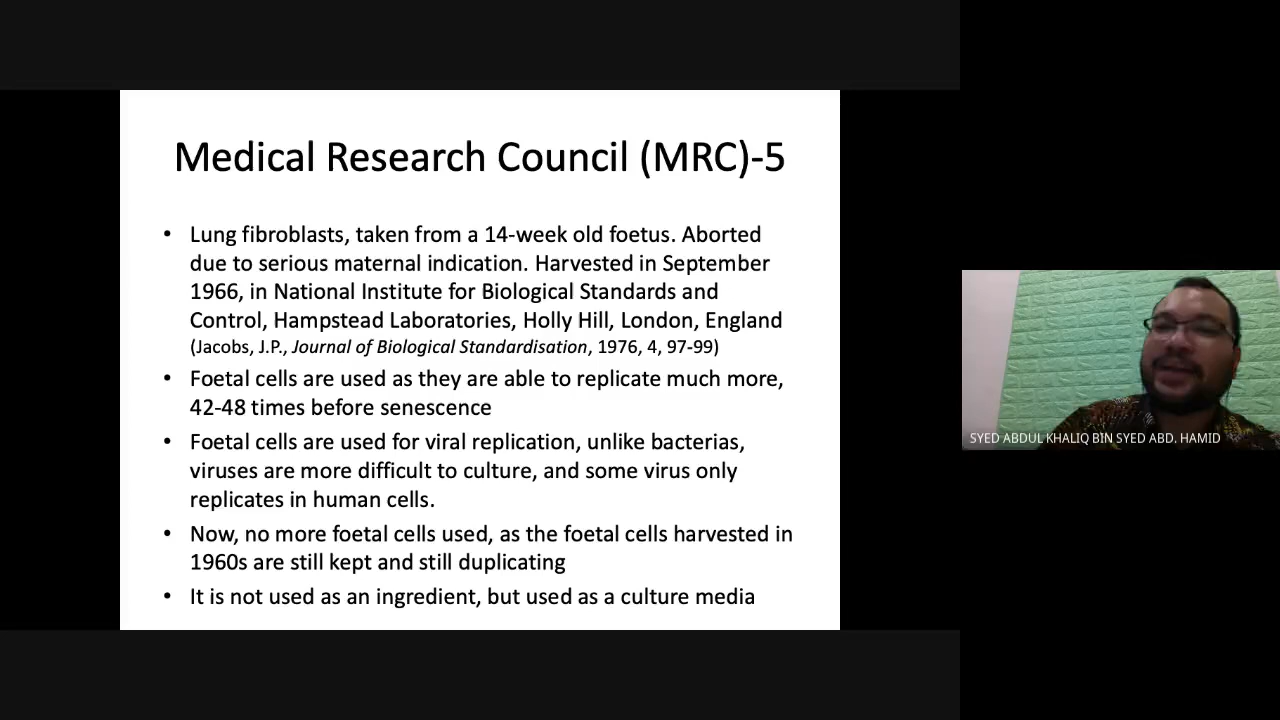 Medical Research Council (MRC)-5
• Lung fibroblasts, taken from a 14-week old foetus. Aborted
due to serious maternal indication. Harvested in September
1966, in National Institute for Biological Standards and
Control, Hampstead Laboratories, Holly Hill, London, England
(Jacobs, J.P., Journal of Biological Standardisation, 1976, 4, 97-99)
• Foetal cells are used as they are able to replicate much more,
42-48 times before senescence
• Foetal cells are used for viral replication, unlike bacterias,
viruses are more difficult to culture, and some virus only
replicates in human cells.
• Now, no more foetal cells used, as the foetal cells harvested in
1960s are still kept and still duplicating
• It is not used as an ingredient, but used as a culture media
SYED ABDUL KHALIQ BIN SYED ABD. HAMID